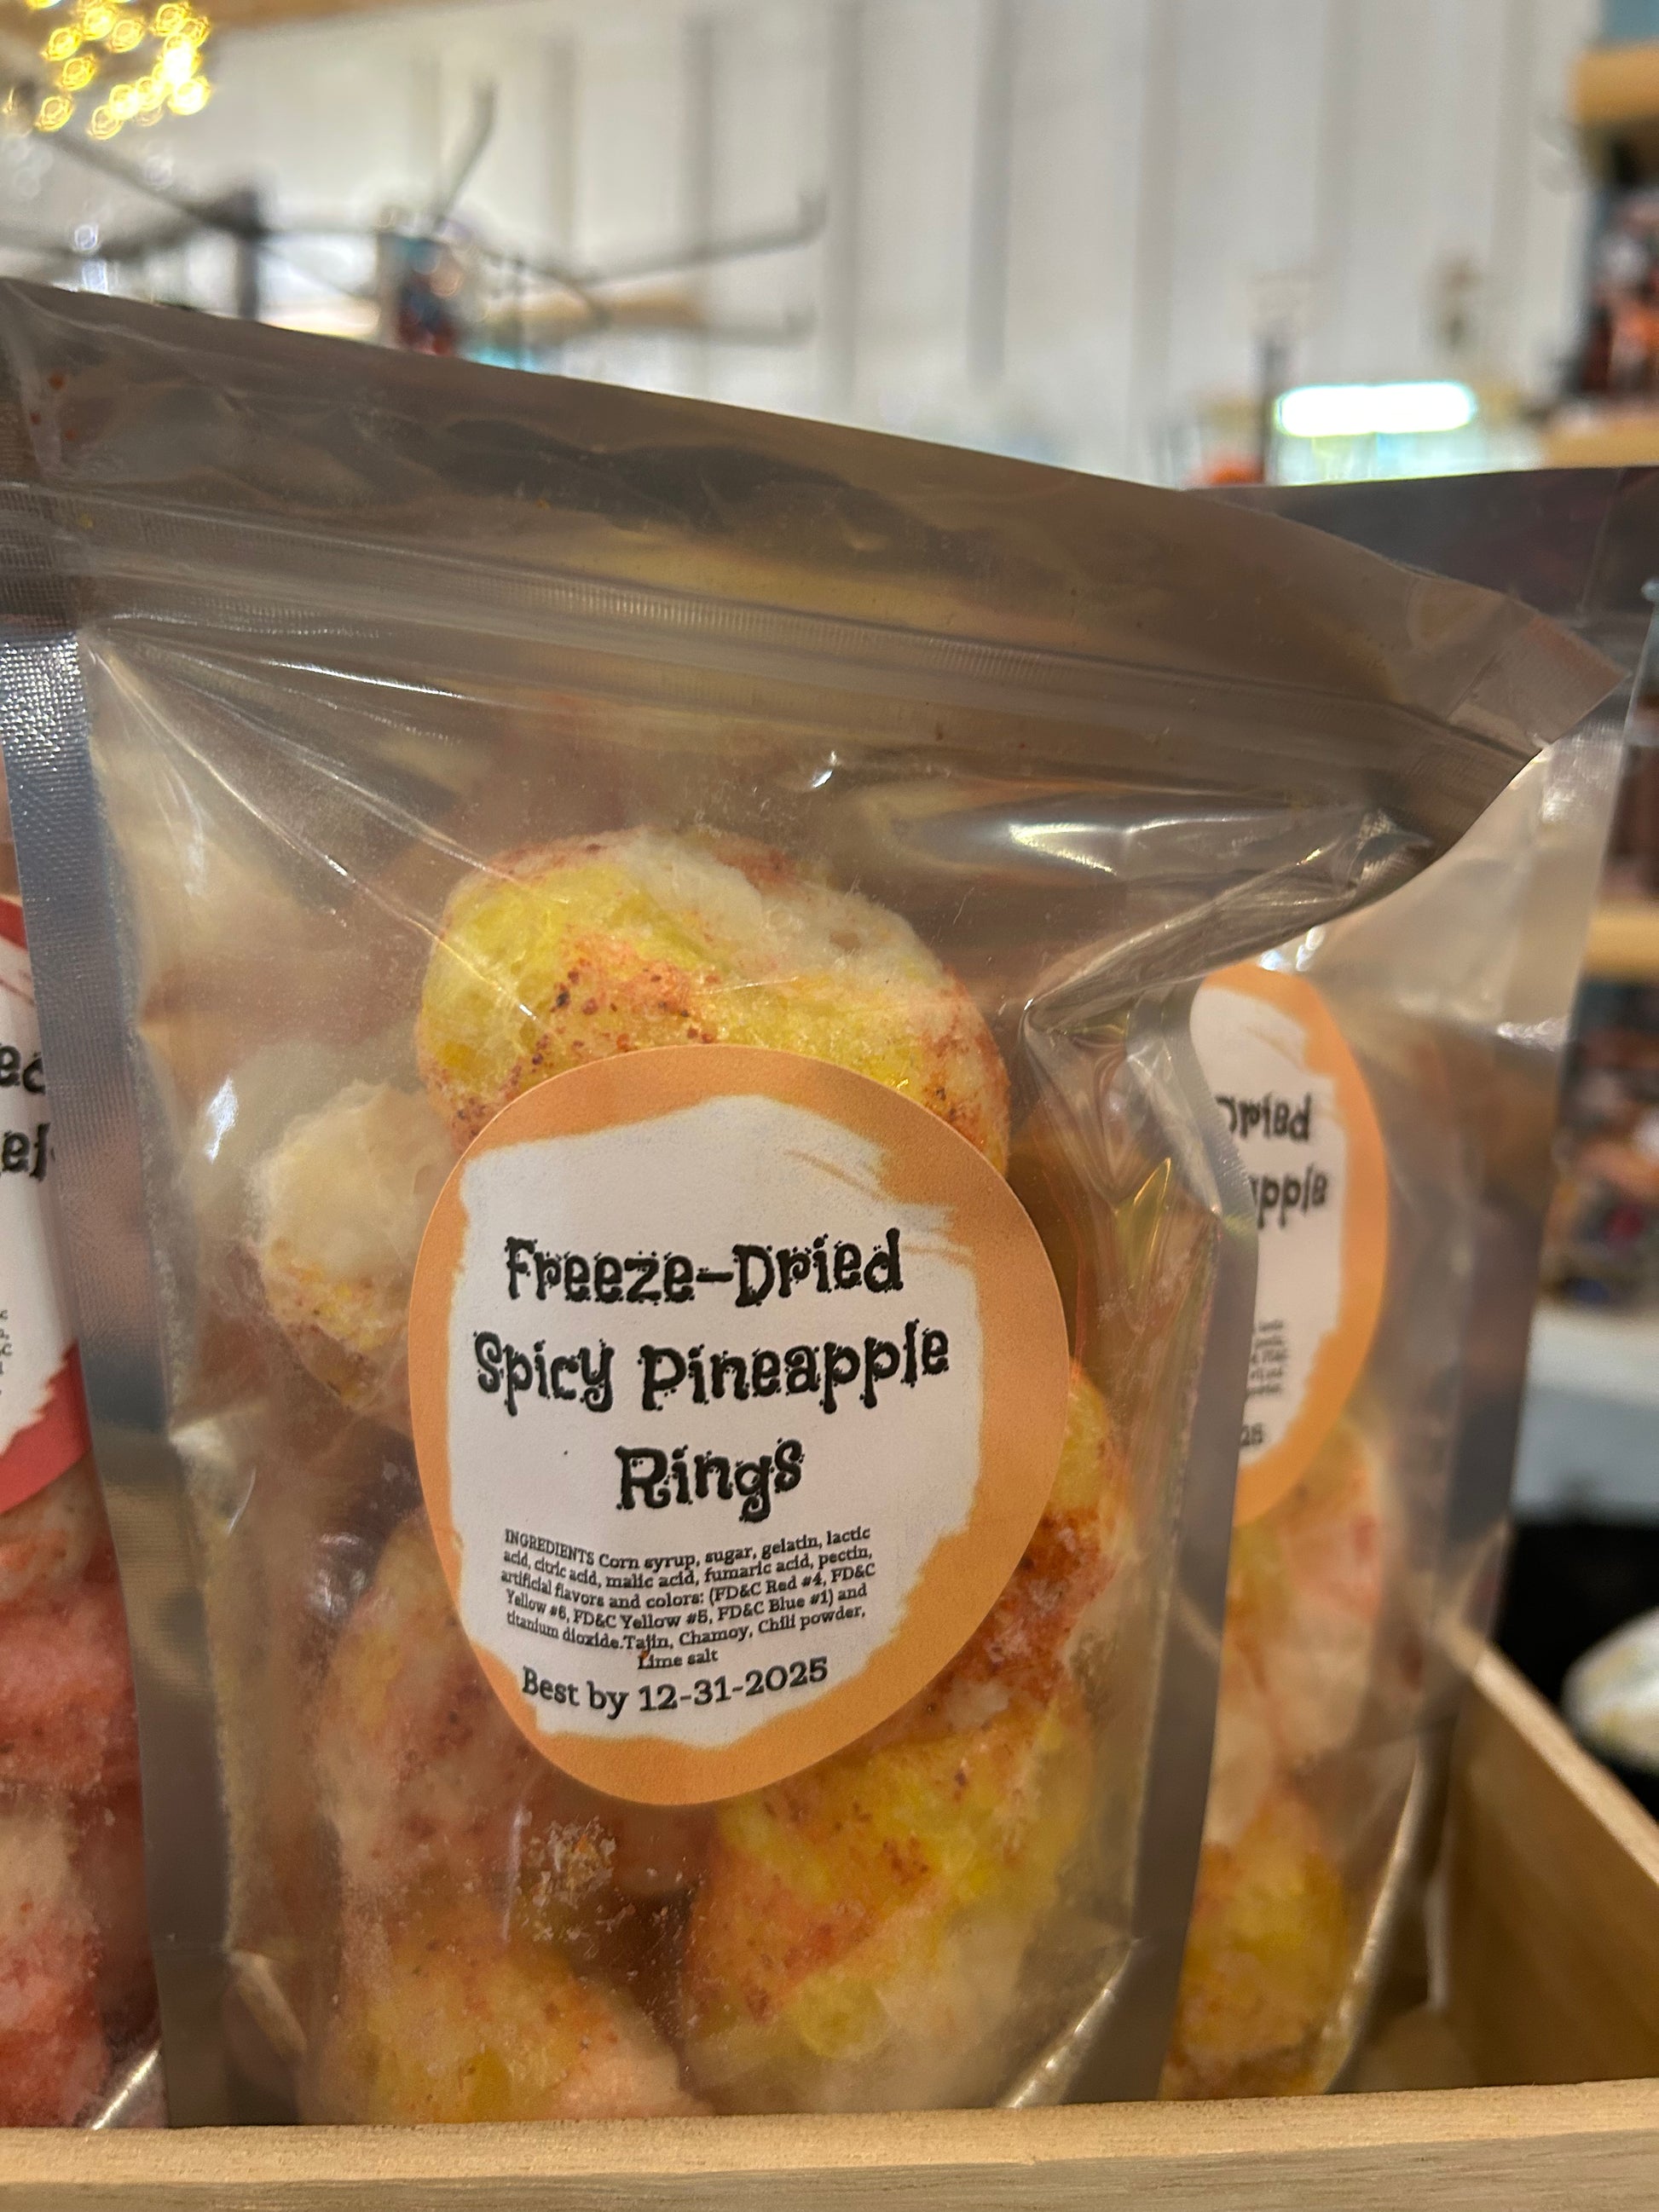 Freeze-Dried
Spicy Pineapple
Rings
INGREDIENTS Corn syrup, sugar, gelatin, lactic
acid, citric acid, malic acid, fumaric acid, pectin,
artificial flavors and colors: (FD&C Red #4, FD&C
Yellow #6, FD&C Yellow #5, FD&C Blue #1) and
titanium dioxide.Tajin, Chamoy, Chili powder,
Lime salt
Best by 12-31-2025
Dried
apple
25